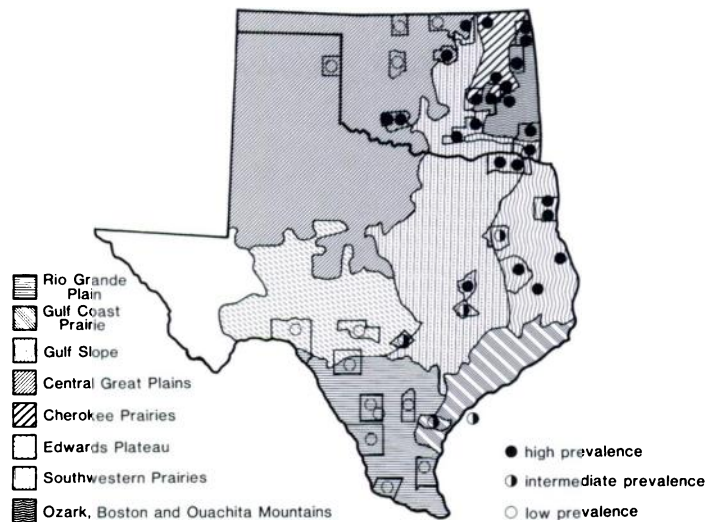 Rio Grande
Plain
Gulf Coast
Prairie
Gulf Slope
Central Great Plains
Cherokee Prairies
Edwards Plateau
Southwestern Prairies
Ozark, Boston and Ouachita Mountains
high prevalence
intermediate prevalence
low prevalence